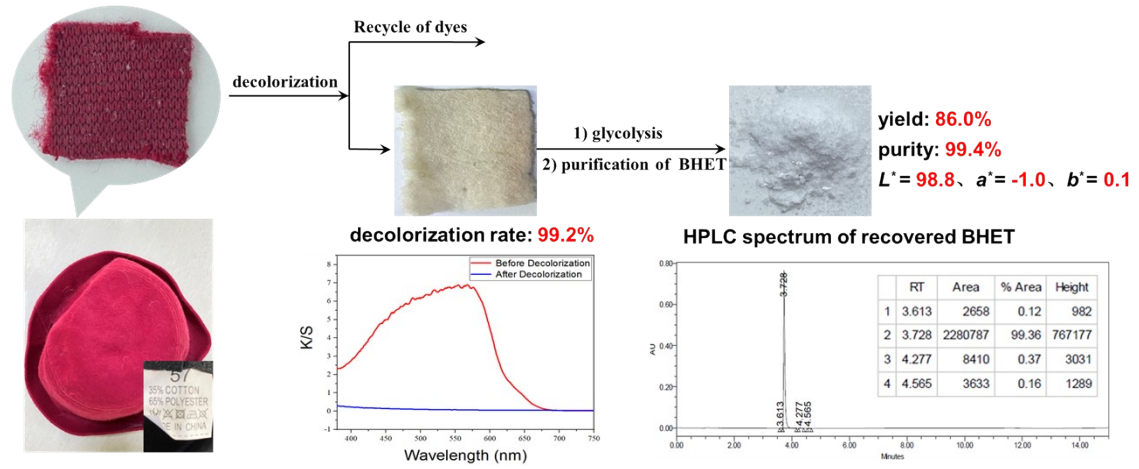 Recycle of dyes
decolorization
1) glycolysis
2) purification of BHET
yield: 86.0%
purity: 99.4%
L* = 98.8、a* = -1.0、b* = 0.1
decolorization rate: 99.2%
HPLC spectrum of recovered BHET
57
35% COTTON
65% POLYESTER
DE IN CHINA
Before Decolorization
After Decolorization
K/S
8
7
6
5
4
3
2
1
0
-1
400 450 500 550 600 650 700 750
Wavelength (nm)
AU
0.80
0.60
0.40
0.20
0.00
3.613
3.728
4.277
4.565
0.00 2.00 4.00 6.00 8.00 10.00 12.00 14.00
Minutes
RT Area % Area Height
1 3.613 2658 0.12 982
2 3.728 2280787 99.36 767177
3 4.277 8410 0.37 3031
4 4.565 3633 0.16 1289